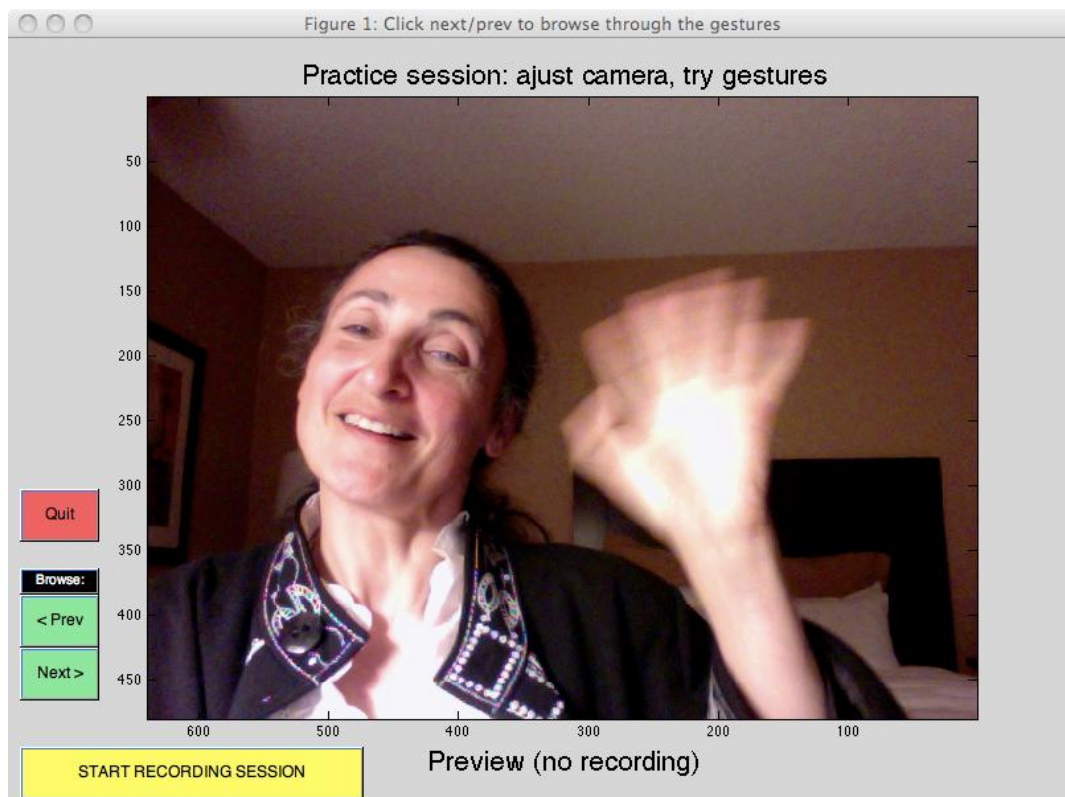 Figure 1: Click next/prev to browse through the gestures
Practice session: ajust camera, try gestures
50
100
150
200
250
300
350
400
450
600 500 400 300 200 100
Quit
Browse:
< Prev
Next >
START RECORDING SESSION
Preview (no recording)